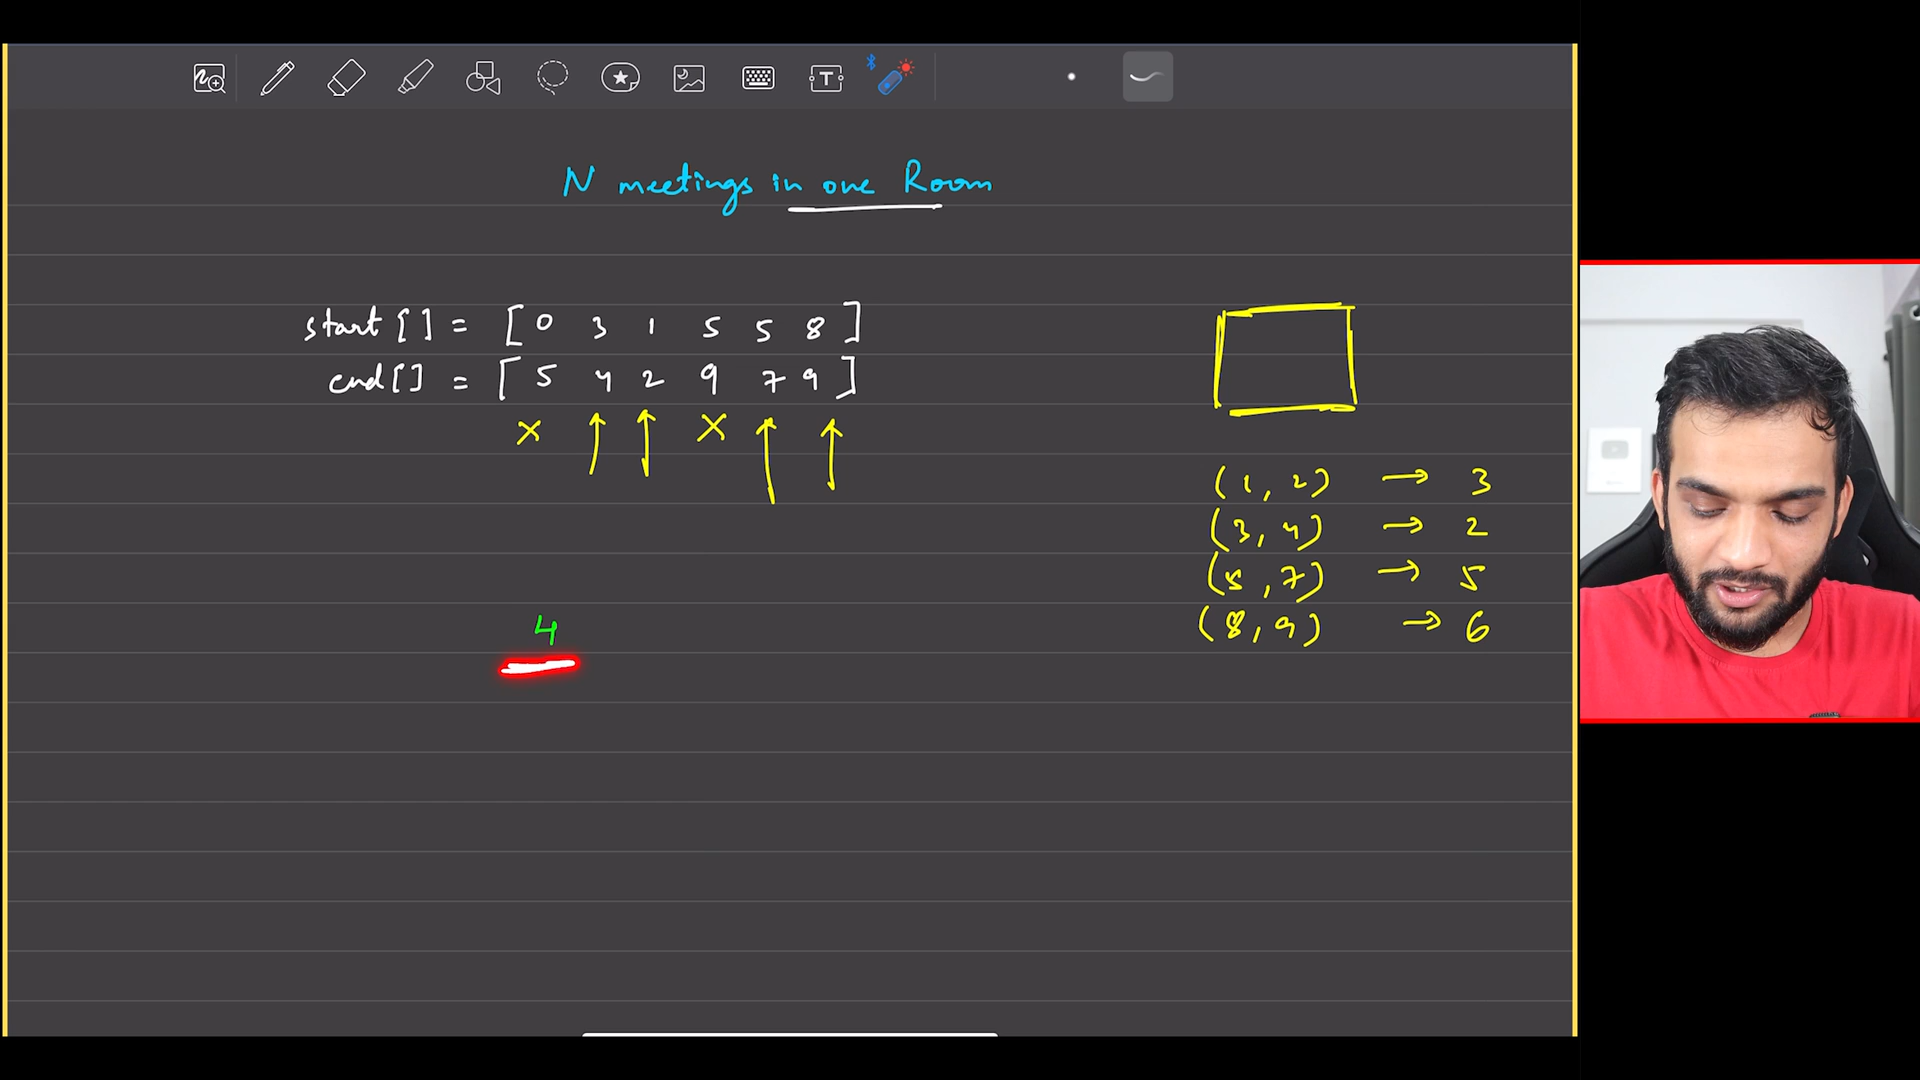 N meetings in one Room
start [ ] = [ 0 3 1 5 5 8 ]
end [ ] = [ 5 4 2 9 7 9 ]
x x
(1, 2) → 3
(3, 4) → 2
(5, 7) → 5
(8, 9) → 6
4